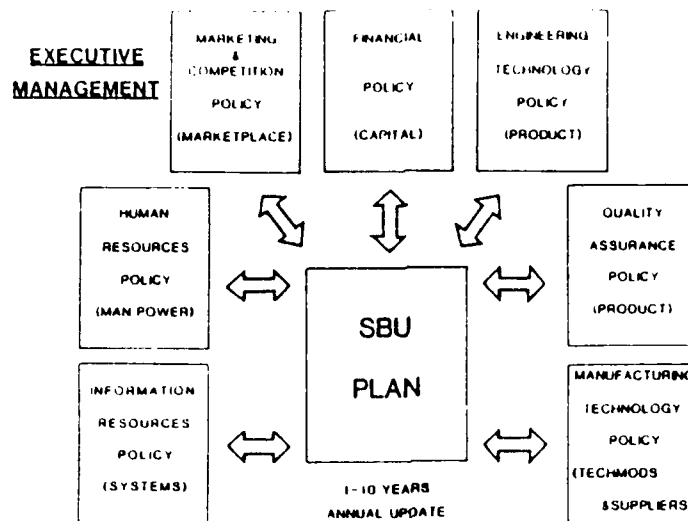 EXECUTIVE
MANAGEMENT
MARKETING
&
COMPETITION
POLICY
(MARKETPLACE)
FINANCIAL
POLICY
(CAPITAL)
ENGINEERING
TECHNOLOGY
POLICY
(PRODUCT)
HUMAN
RESOURCES
POLICY
(MAN POWER)
SBU
PLAN
QUALITY
ASSURANCE
POLICY
(PRODUCT)
INFORMATION
RESOURCES
POLICY
(SYSTEMS)
MANUFACTURING
TECHNOLOGY
POLICY
(TECHMODS
&SUPPLIERS
1-10 YEARS
ANNUAL UPDATE